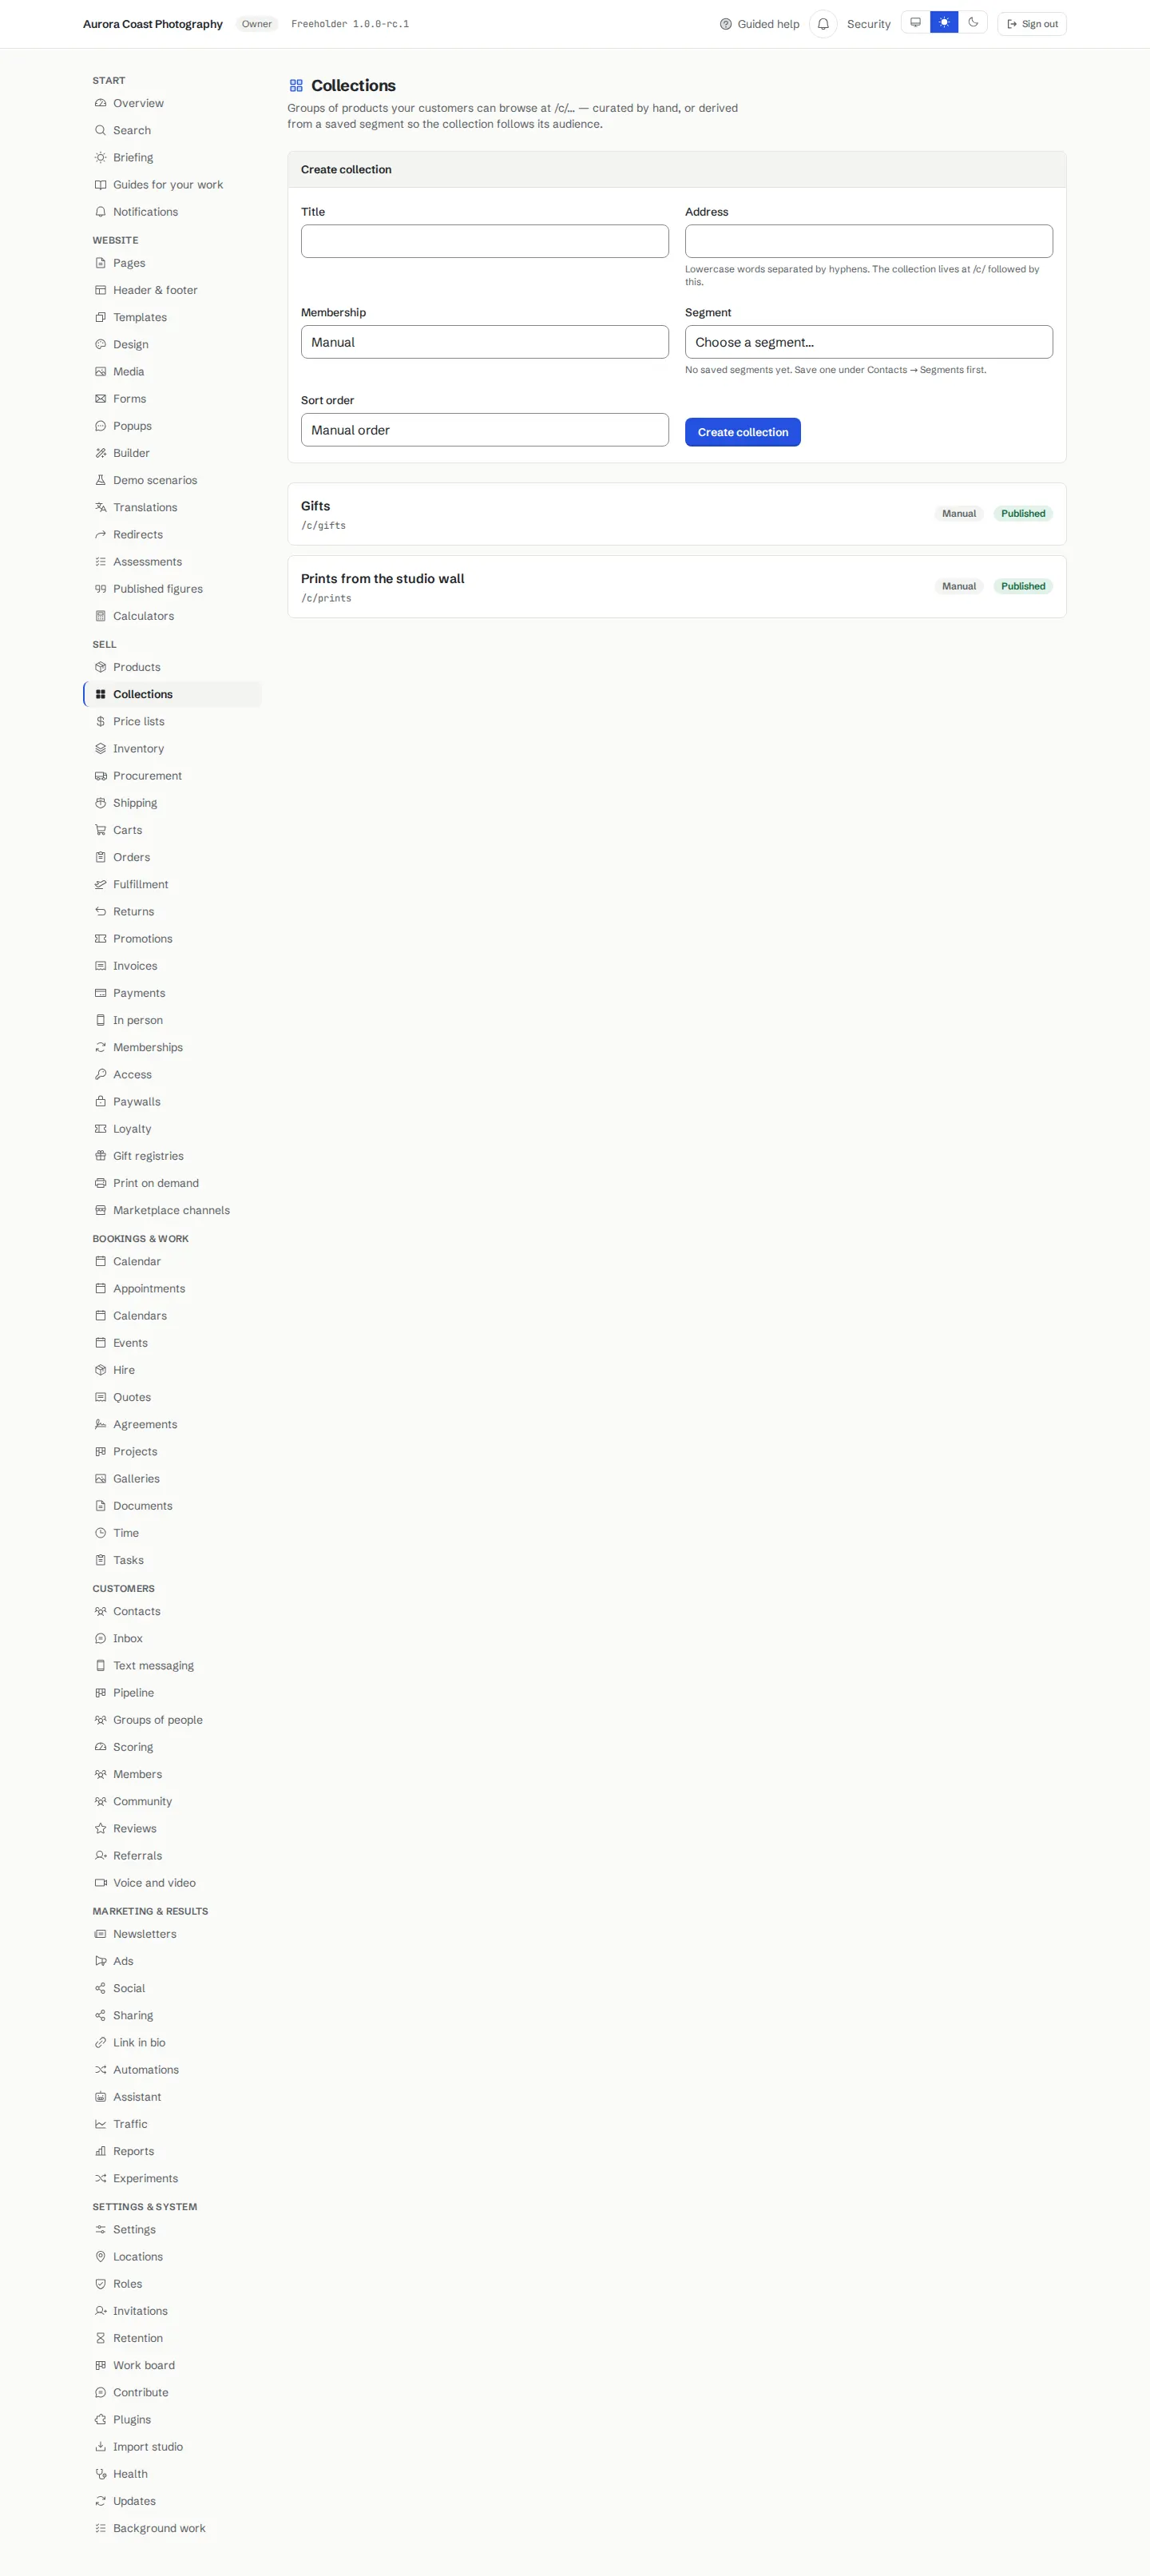 Aurora Coast Photography
Owner
Freeholder 1.0.0-rc.1
Guided help
Security
Sign out
START
Overview
Search
Briefing
Guides for your work
Notifications
WEBSITE
Pages
Header & footer
Templates
Design
Media
Forms
Popups
Builder
Demo scenarios
Translations
Redirects
Assessments
Published figures
Calculators
SELL
Products
Collections
Price lists
Inventory
Procurement
Shipping
Carts
Orders
Fulfillment
Returns
Promotions
Invoices
Payments
In person
Memberships
Access
Paywalls
Loyalty
Gift registries
Print on demand
Marketplace channels
BOOKINGS & WORK
Calendar
Appointments
Calendars
Events
Hire
Quotes
Agreements
Projects
Galleries
Documents
Time
Tasks
CUSTOMERS
Contacts
Inbox
Text messaging
Pipeline
Groups of people
Scoring
Members
Community
Reviews
Referrals
Voice and video
MARKETING & RESULTS
Newsletters
Ads
Social
Sharing
Link in bio
Automations
Assistant
Traffic
Reports
Experiments
SETTINGS & SYSTEM
Settings
Locations
Roles
Invitations
Retention
Work board
Contribute
Plugins
Import studio
Health
Updates
Background work
Collections
Groups of products your customers can browse at /c/... — curated by hand, or derived
from a saved segment so the collection follows its audience.
Create collection
Title
Address
Lowercase words separated by hyphens. The collection lives at /c/ followed by
this.
Membership
Manual
Segment
Choose a segment...
No saved segments yet. Save one under Contacts → Segments first.
Sort order
Manual order
Create collection
Gifts
/c/gifts
Manual
Published
Prints from the studio wall
/c/prints
Manual
Published